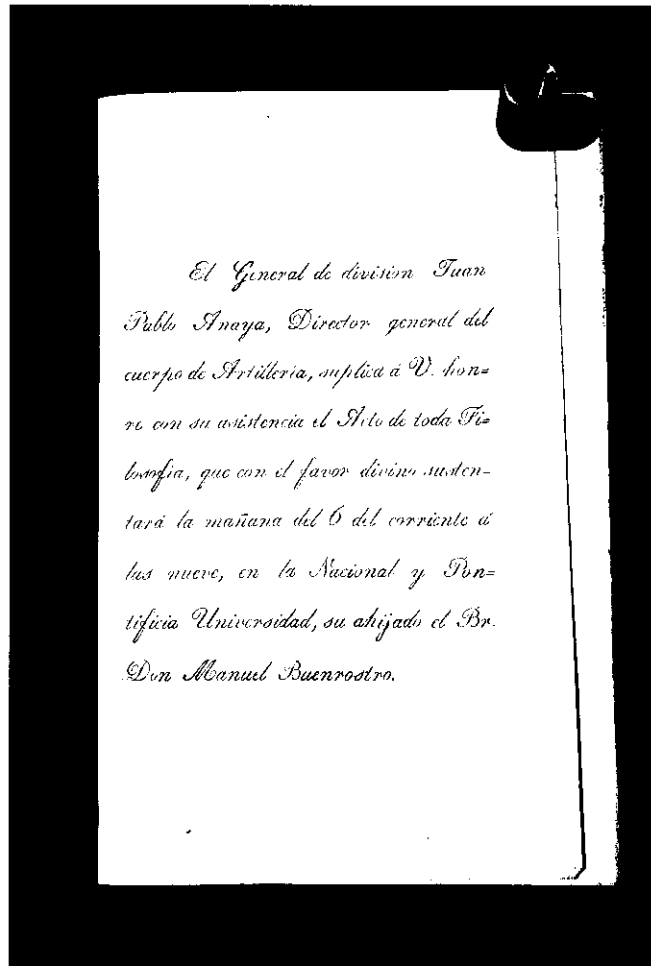 El General de division Juan
Pablo Anaya, Director general del
cuerpo de Artilleria, suplica á V. hon=
re con su asistencia el Acto de toda Fi=
losofia, que con el favor divino susten-
tará la mañana del 6 del corriente á
las nueve, en la Nacional y Pon=
tificia Universidad, su ahijado el Br.
Don Manuel Buenrostro.